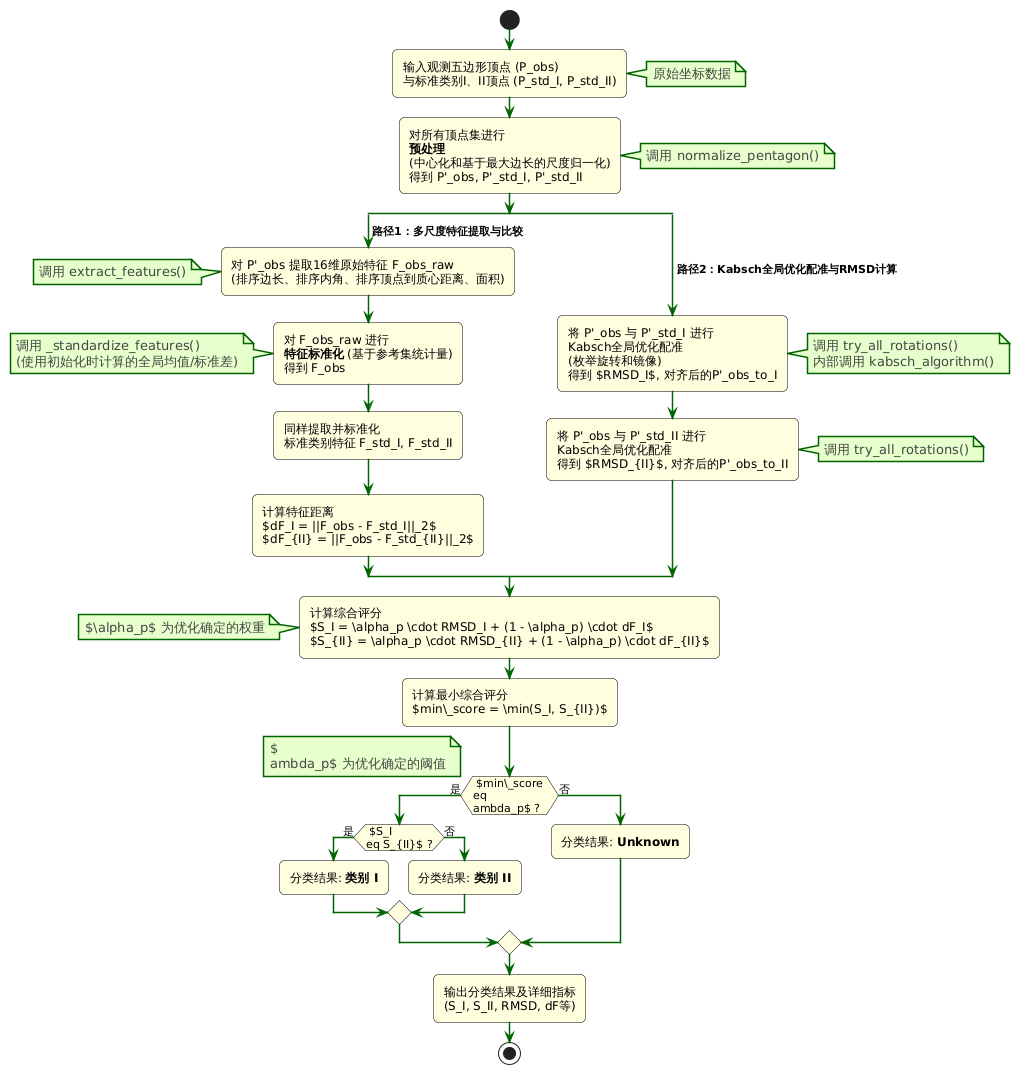 输入观测五边形顶点 (P_obs)
与标准类别I、II顶点 (P_std_I, P_std_II)
原始坐标数据
对所有顶点集进行
预处理
(中心化和基于最大边长的尺度归一化)
得到 P'_obs, P'_std_I, P'_std_II
调用 normalize_pentagon()
路径1：多尺度特征提取与比较
对 P'_obs 提取16维原始特征 F_obs_raw
(排序边长、排序内角、排序顶点到质心距离、面积)
调用 extract_features()
对 F_obs_raw 进行
特征标准化 (基于参考集统计量)
得到 F_obs
调用 _standardize_features()
(使用初始化时计算的全局均值/标准差)
同样提取并标准化
标准类别特征 F_std_I, F_std_II
计算特征距离
$dF_I = ||F_obs - F_std_I||_2$
$dF_{II} = ||F_obs - F_std_{II}||_2$
路径2：Kabsch全局优化配准与RMSD计算
将 P'_obs 与 P'_std_I 进行
Kabsch全局优化配准
(枚举旋转和镜像)
得到 $RMSD_I$, 对齐后的P'_obs_to_I
调用 try_all_rotations()
内部调用 kabsch_algorithm()
将 P'_obs 与 P'_std_II 进行
Kabsch全局优化配准
得到 $RMSD_{II}$, 对齐后的P'_obs_to_II
调用 try_all_rotations()
计算综合评分
$S_I = \alpha_p \cdot RMSD_I + (1 - \alpha_p) \cdot dF_I$
$S_{II} = \alpha_p \cdot RMSD_{II} + (1 - \alpha_p) \cdot dF_{II}$
$\alpha_p$ 为优化确定的权重
计算最小综合评分
$min\_score = \min(S_I, S_{II})$
$
ambda_p$ 为优化确定的阈值
是
$min\_score
eq
ambda_p$ ?
否
是
$S_I
eq S_{II}$ ?
否
分类结果: 类别 I
分类结果: 类别 II
分类结果: Unknown
输出分类结果及详细指标
(S_I, S_II, RMSD, dF等)